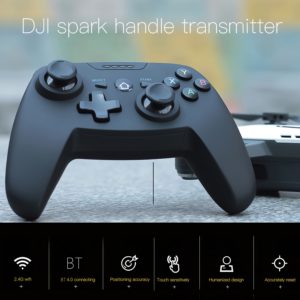 DJI spark handle transmitter
START
A
B
X
Y
BT
2.4G wifi
BT 4.0 connecting
Positioning accuracy
Touch sensitively
Humanized design
Accurately reset